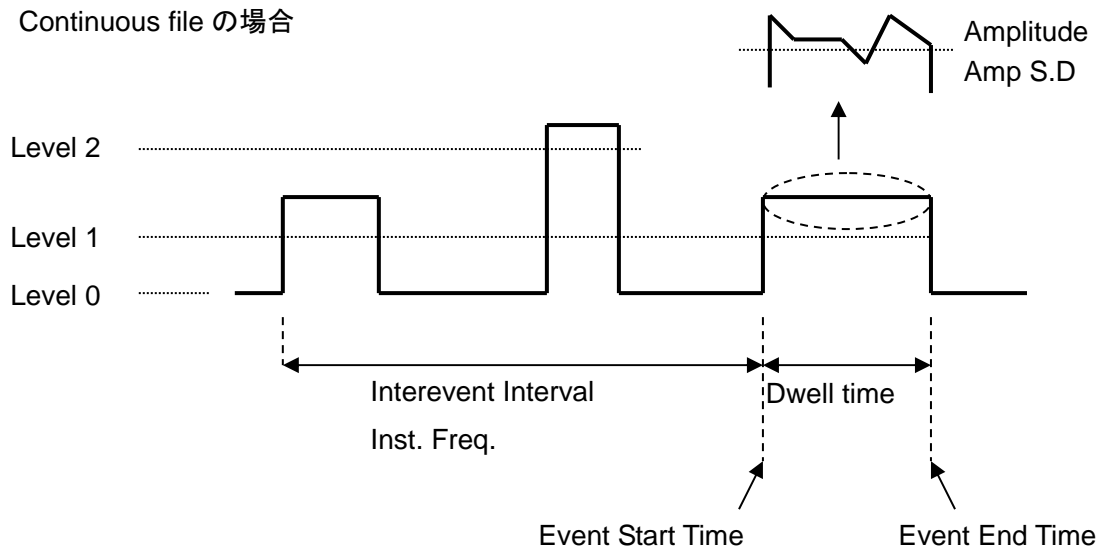 Continuous file の場合
Amplitude
Amp S.D
Level 2
Level 1
Level 0
Interevent Interval
Inst. Freq.
Dwell time
Event Start Time
Event End Time